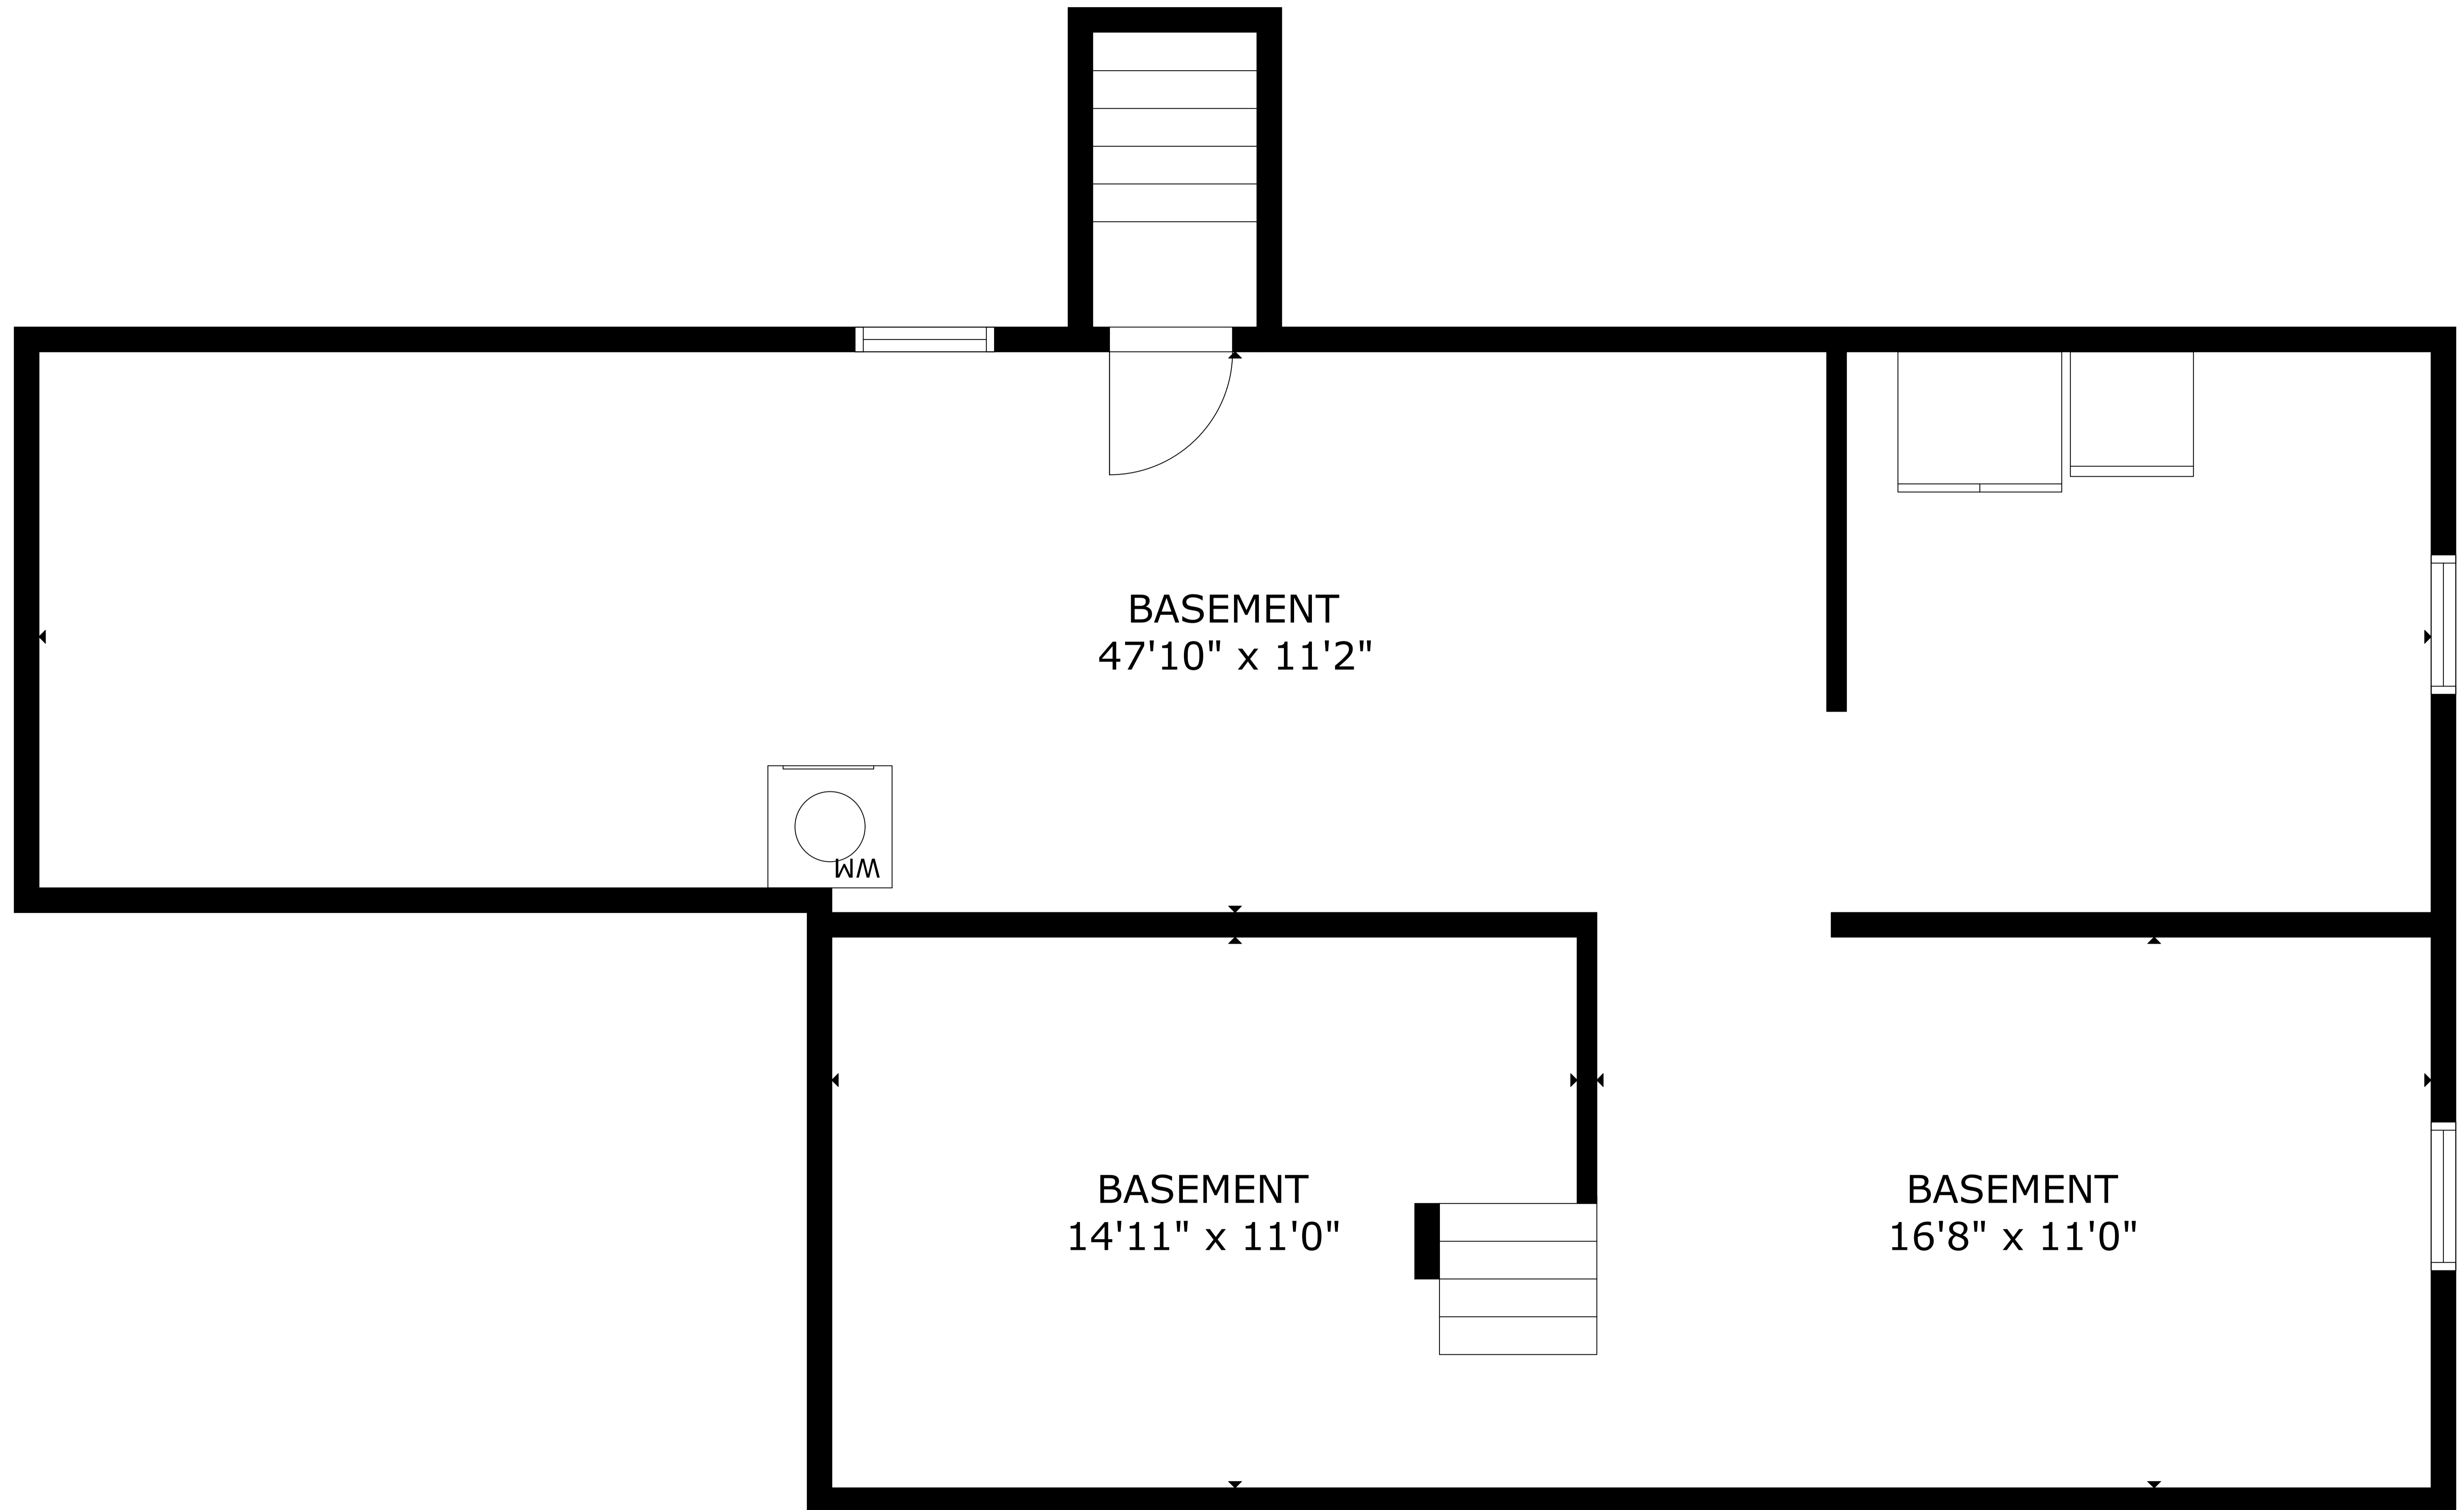 BASEMENT
47'10" x 11'2"
WM
BASEMENT
14'11" x 11'0"
BASEMENT
16'8" x 11'0"